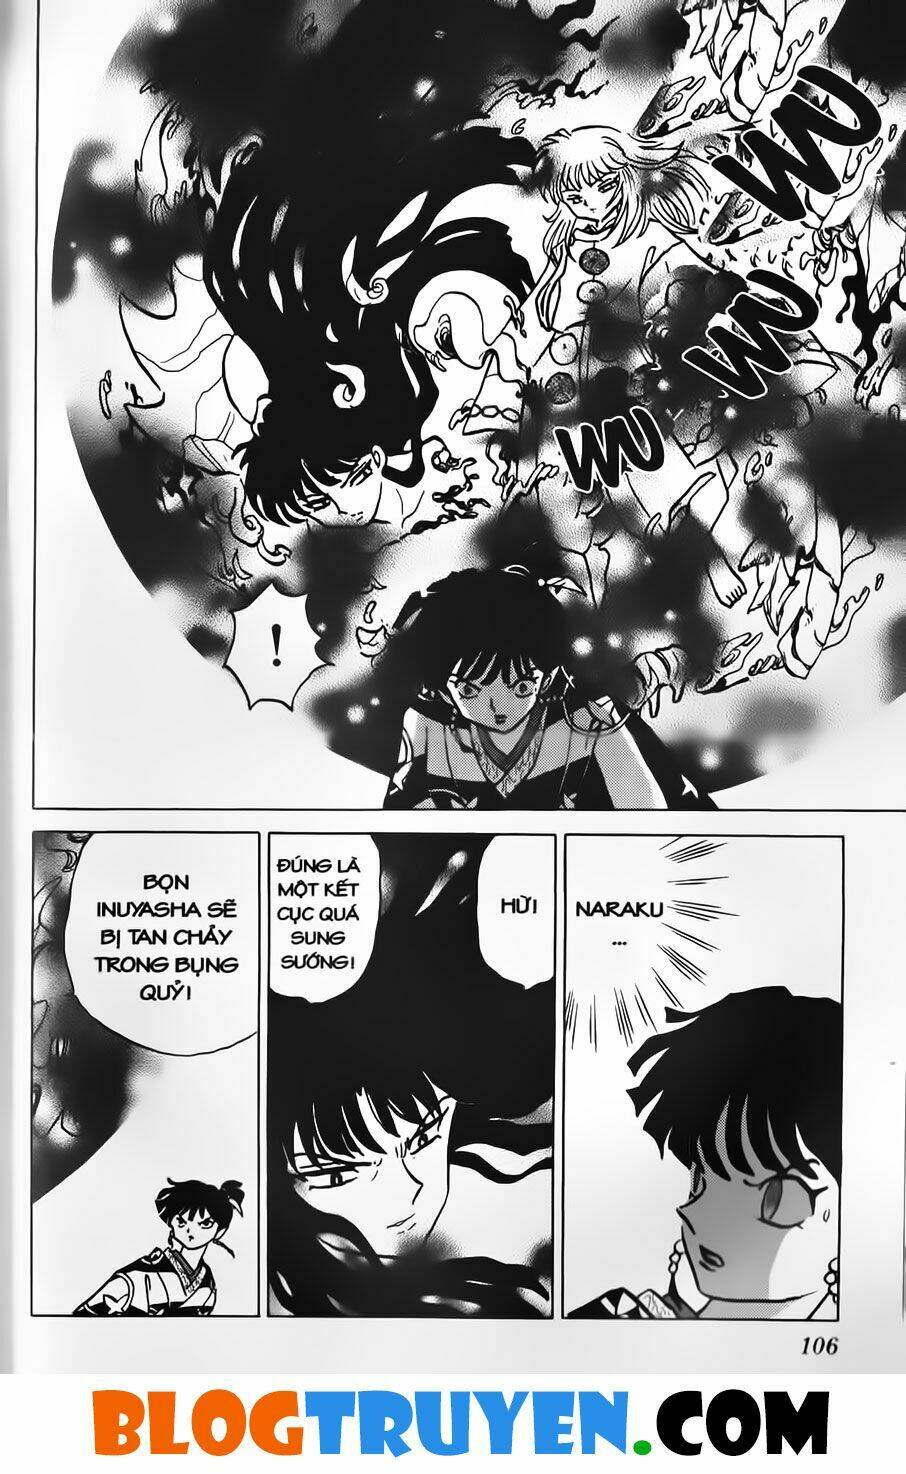 WU
WU
WU
!
NARAKU
...
HỪ!
ĐÚNG LÀ
MỘT KẾT
CỤC QUÁ
SUNG
SƯỚNG!
BỌN
INUYASHA SẼ
BỊ TAN CHẢY
TRONG BỤNG
QUỶ!
106
BLOGTRUYEN.COM